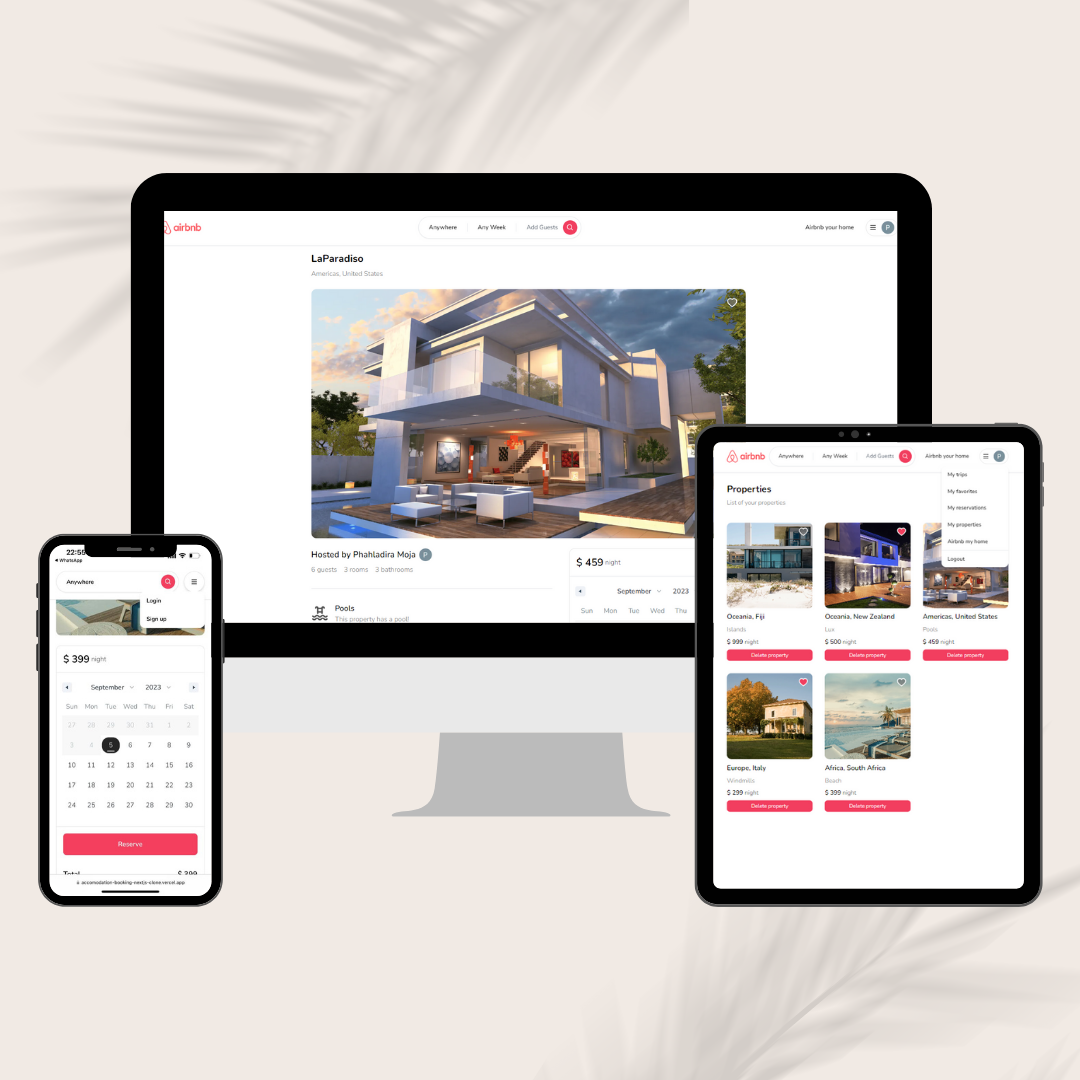 airbnb
Anywhere Any Week Add Guests
Airbnb your home P
LaParadiso
Americas, United States
Hosted by Phahladira Moja P
6 guests 3 rooms 3 bathrooms
Pools
This property has a pool!
$ 459 night
September 2023
Sun Mon Tue Wed Thu
22:55
WhatsApp
Anywhere
Login
Sign up
$ 399 night
September 2023
Sun Mon Tue Wed Thu Fri Sat
27 28 29 30 31 1 2
3 4 5 6 7 8 9
10 11 12 13 14 15 16
17 18 19 20 21 22 23
24 25 26 27 28 29 30
Reserve
Total $ 399
accomodation-booking-nextjs-clone.vercel.app
airbnb Anywhere Any Week Add Guests Airbnb your home P
My trips
My favorites
My reservations
My properties
Airbnb my home
Logout
Properties
List of your properties
Oceania, Fiji
Islands
$ 999 night
Delete property
Oceania, New Zealand
Lux
$ 500 night
Delete property
Americas, United States
Pools
$ 459 night
Delete property
Europe, Italy
Windmills
$ 299 night
Delete property
Africa, South Africa
Beach
$ 399 night
Delete property